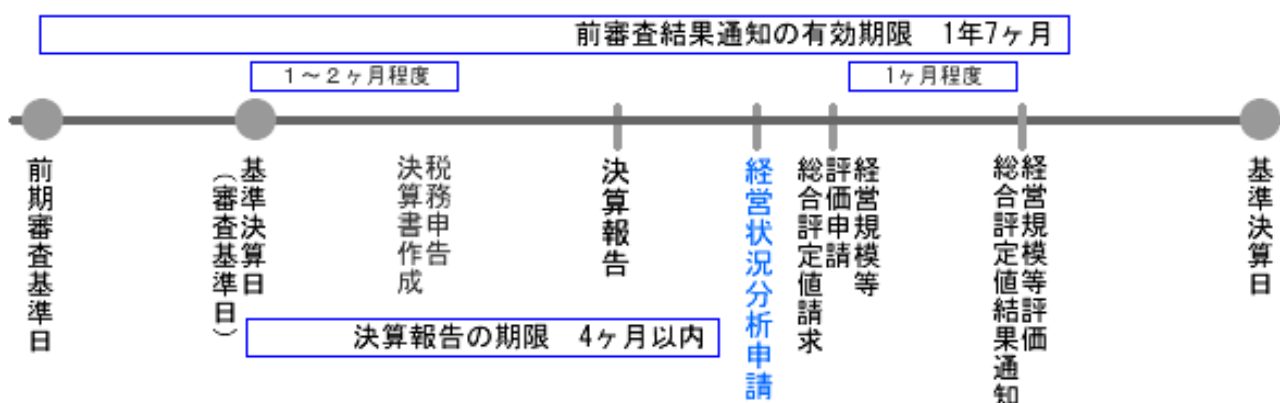 前審査結果通知の有効期限 1年7ヶ月
1～2ヶ月程度
1ヶ月程度
前期審査基準日
基準決算日
（審査基準日）
税務申告
決算書作成
決算報告
経営状況分析申請
経営規模等
評価申請
総合評定値請求
経営規模等評価
総合評定値結果通知
基準決算日
決算報告の期限 4ヶ月以内